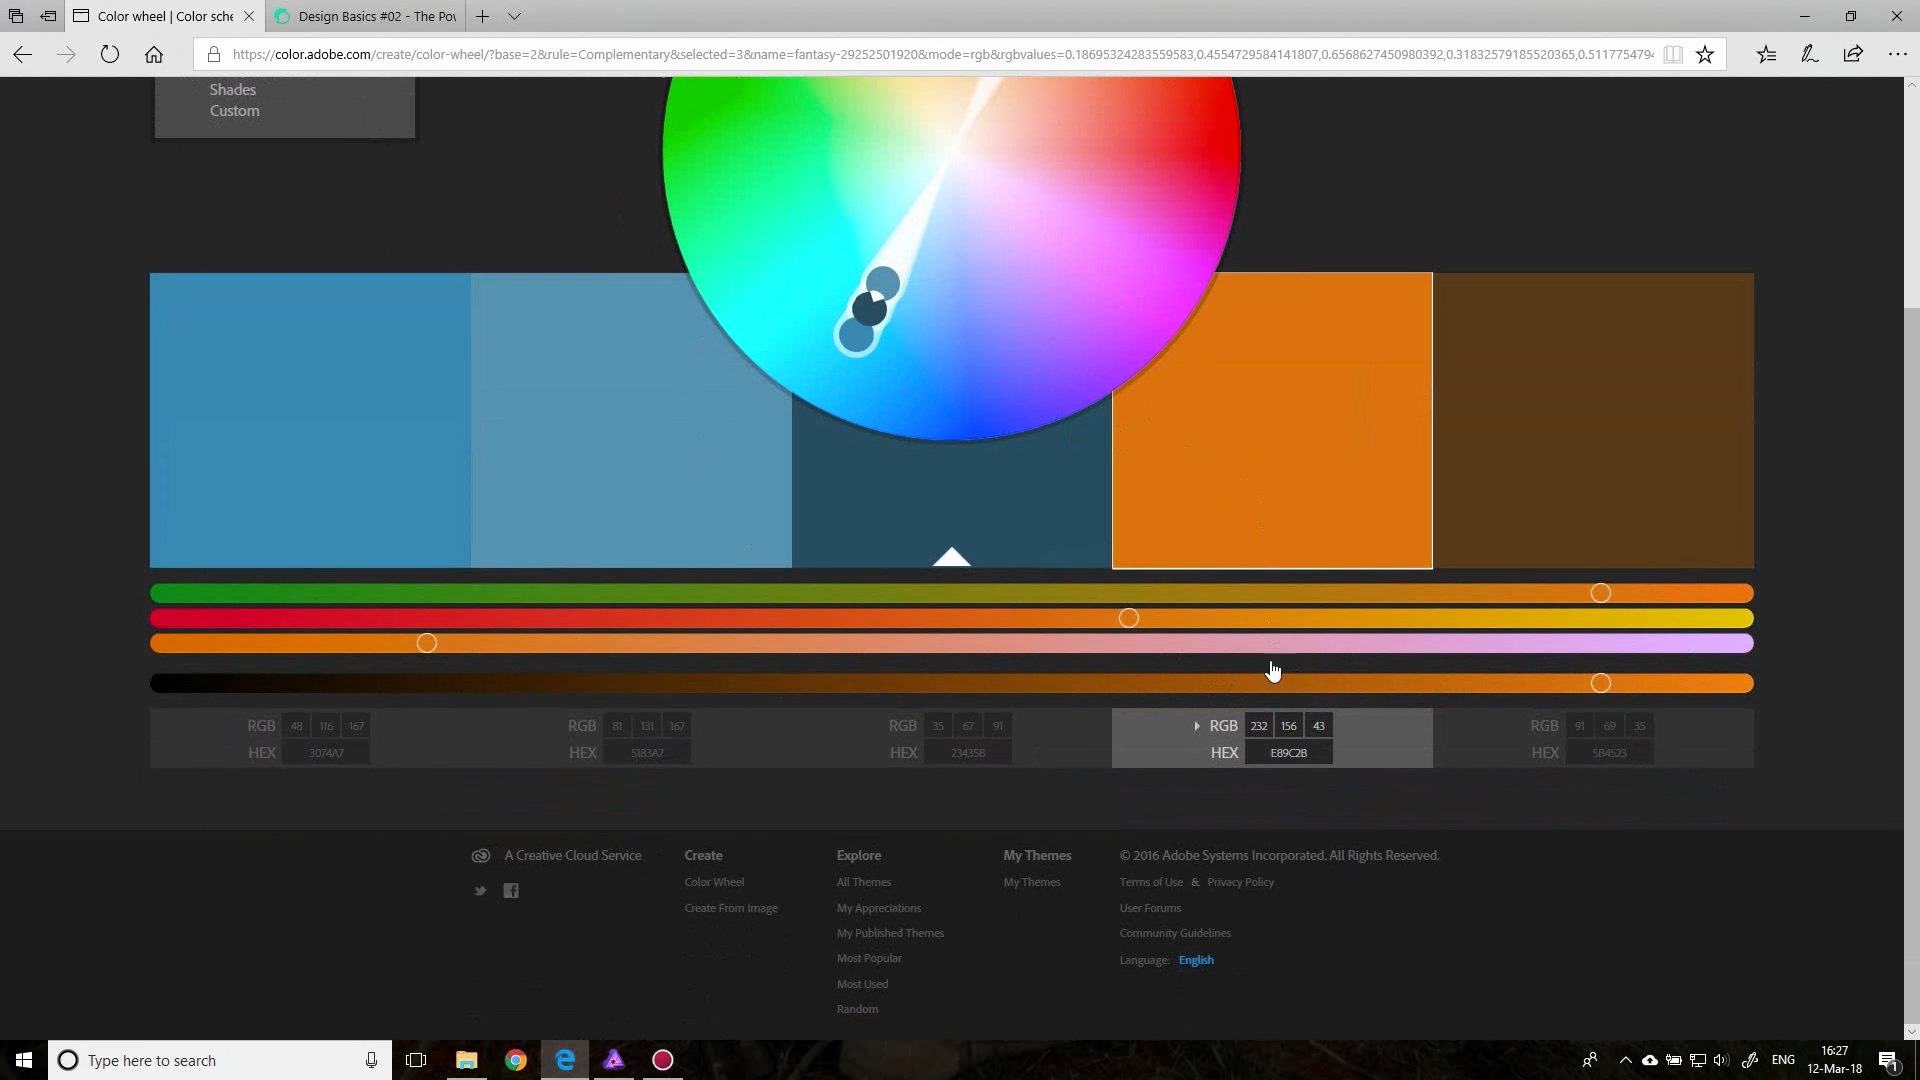 Color wheel | Color sche
Design Basics #02 - The Pov
https://color.adobe.com/create/color-wheel/?base=2&rule=Complementary&selected=3&name=fantasy-29252501920&mode=rgb&rgbvalues=0.18695324283559583,0.4554729584141807,0.6568627450980392,0.31832579185520365,0.5117754794
Shades
Custom
RGB 48 116 167
HEX 3074A7
RGB 81 131 167
HEX 5183A7
RGB 35 67 91
HEX 23435B
RGB 232 156 43
HEX E89C2B
RGB 91 69 35
HEX 5B4523
A Creative Cloud Service
Create
Color Wheel
Create From Image
Explore
All Themes
My Appreciations
My Published Themes
Most Popular
Most Used
Random
My Themes
My Themes
© 2016 Adobe Systems Incorporated. All Rights Reserved.
Terms of Use & Privacy Policy
User Forums
Community Guidelines
Language: English
Type here to search
ENG
16:27
12-Mar-18
1